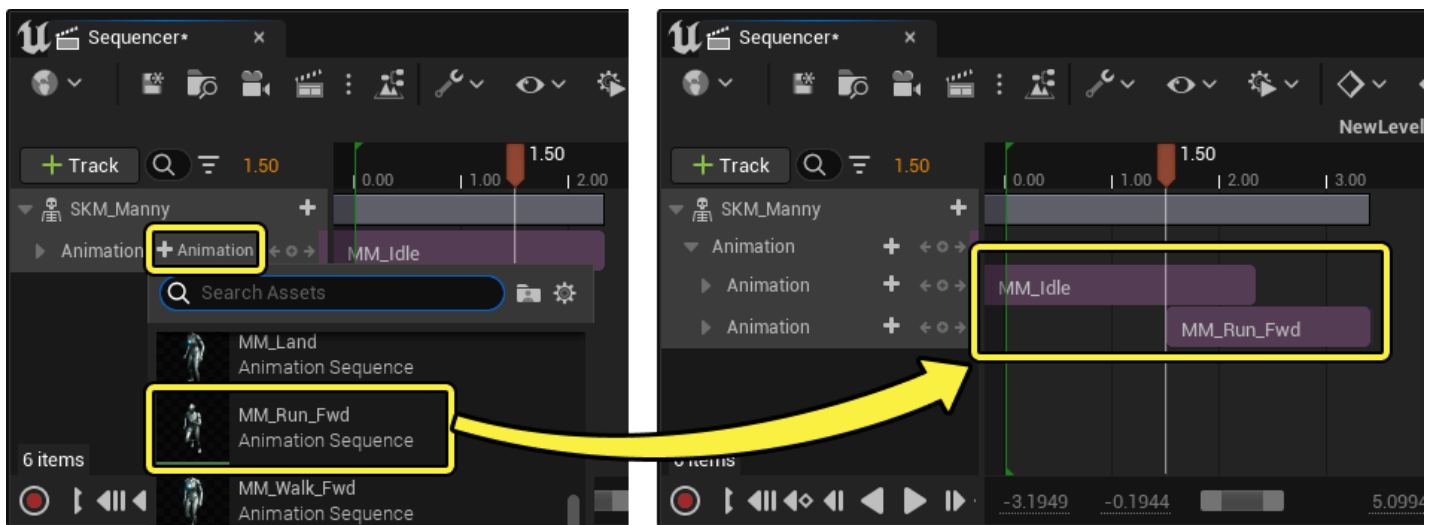 Sequencer*
×
+ Track
1.50
1.50
0.00
1.00
2.00
SKM_Manny
Animation
+ Animation
MM_Idle
Search Assets
MM_Land
Animation Sequence
MM_Run_Fwd
Animation Sequence
6 items
MM_Walk_Fwd
Animation Sequence
Sequencer*
×
NewLevel
+ Track
1.50
1.50
0.00
1.00
2.00
3.00
SKM_Manny
Animation
Animation
MM_Idle
Animation
MM_Run_Fwd
6 items
-3.1949
-0.1944
5.0994